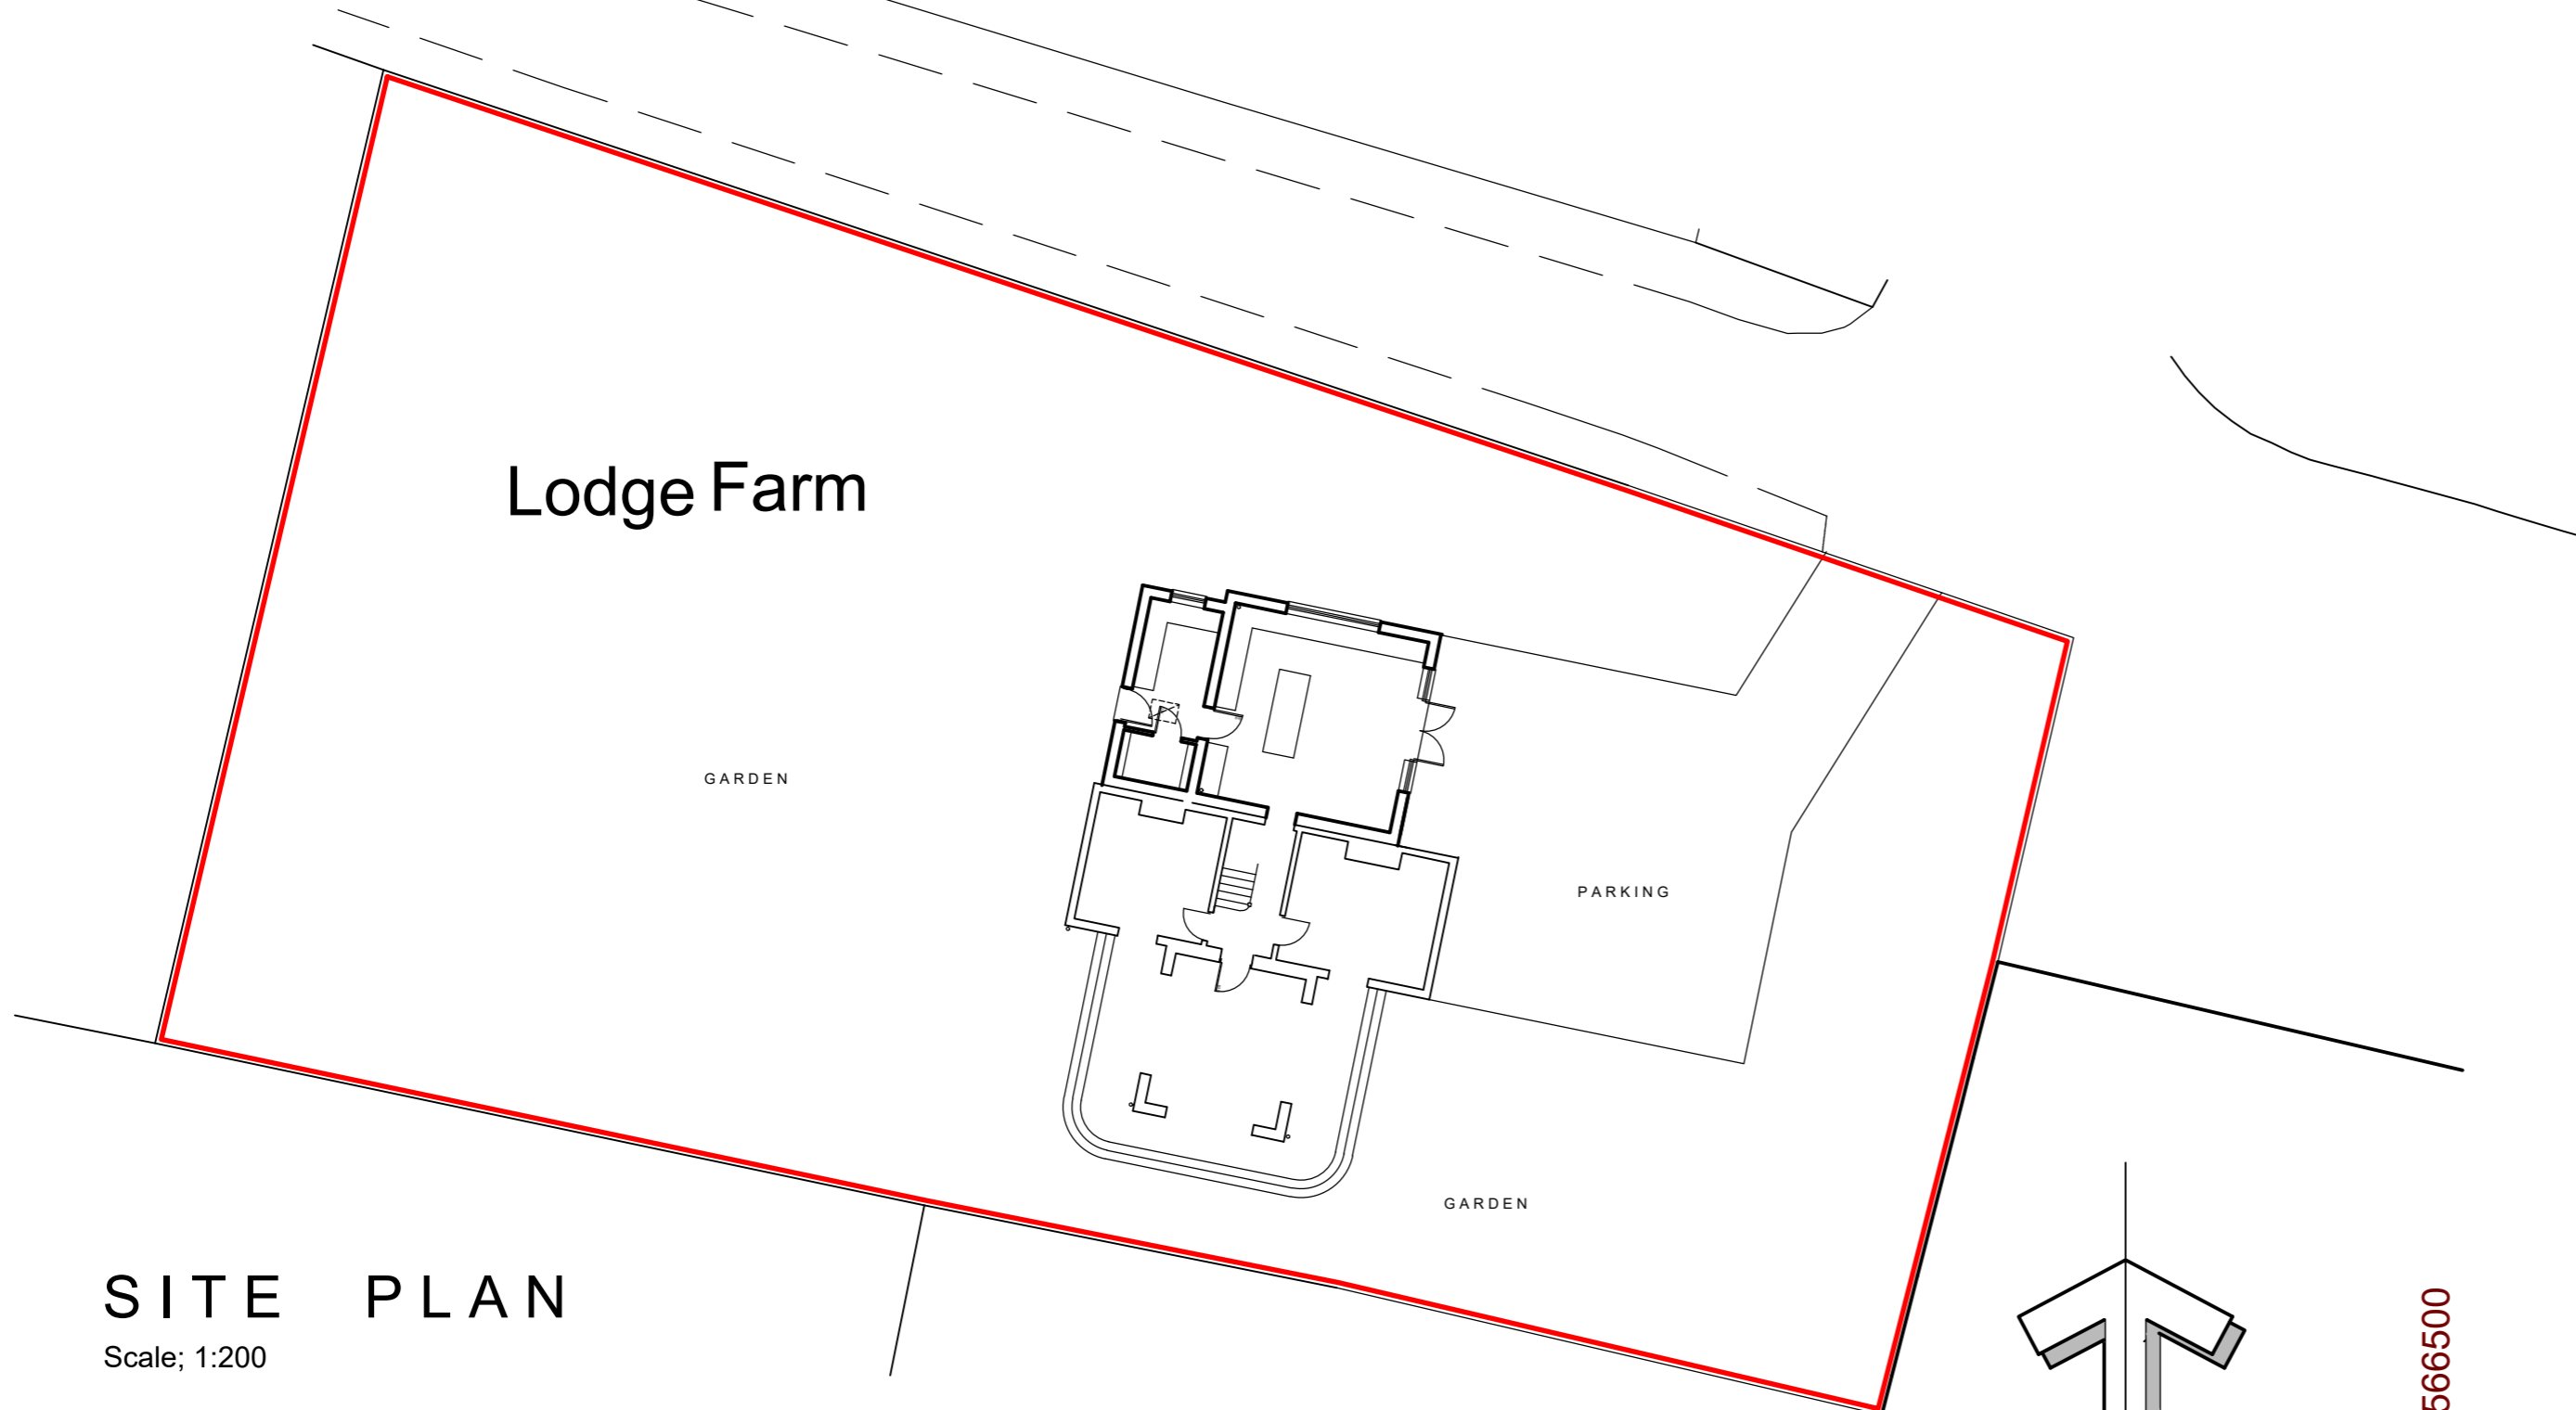 Lodge Farm
GARDEN
PARKING
GARDEN
SITE PLAN
Scale; 1:200
566500